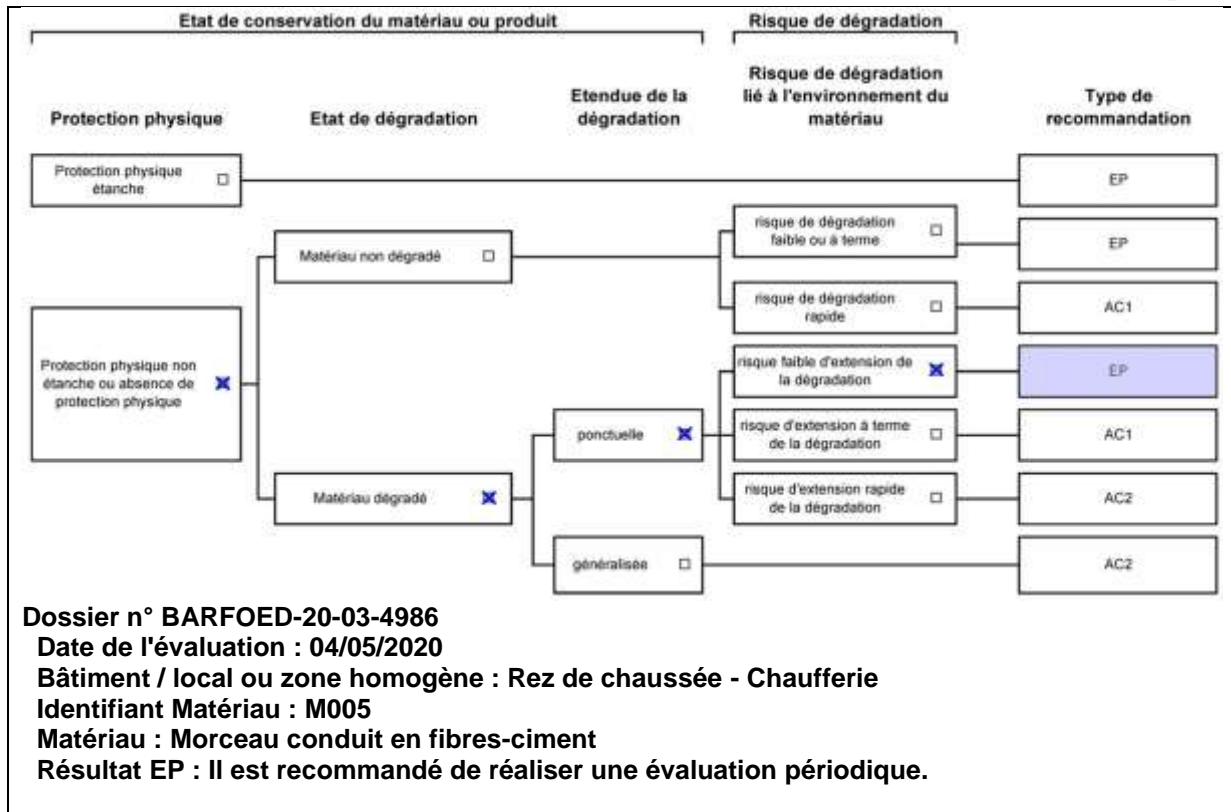 Etat de conservation du matériau ou produit
Risque de dégradation
Protection physique
Etat de dégradation
Etendue de la
dégradation
Risque de dégradation
lié à l'environnement du
matériau
Type de
recommandation
Protection physique
étanche
EP
Matériau non dégradé
risque de dégradation
faible ou à terme
EP
risque de dégradation
rapide
AC1
Protection physique non
étanche ou absence de
protection physique
risque faible d'extension de
la dégradation
EP
ponctuelle
risque d'extension à terme
de la dégradation
AC1
Matériau dégradé
risque d'extension rapide
de la dégradation
AC2
généralisée
AC2
Dossier n° BARFOED-20-03-4986
Date de l'évaluation : 04/05/2020
Bâtiment / local ou zone homogène : Rez de chaussée - Chaufferie
Identifiant Matériau : M005
Matériau : Morceau conduit en fibres-ciment
Résultat EP : Il est recommandé de réaliser une évaluation périodique.